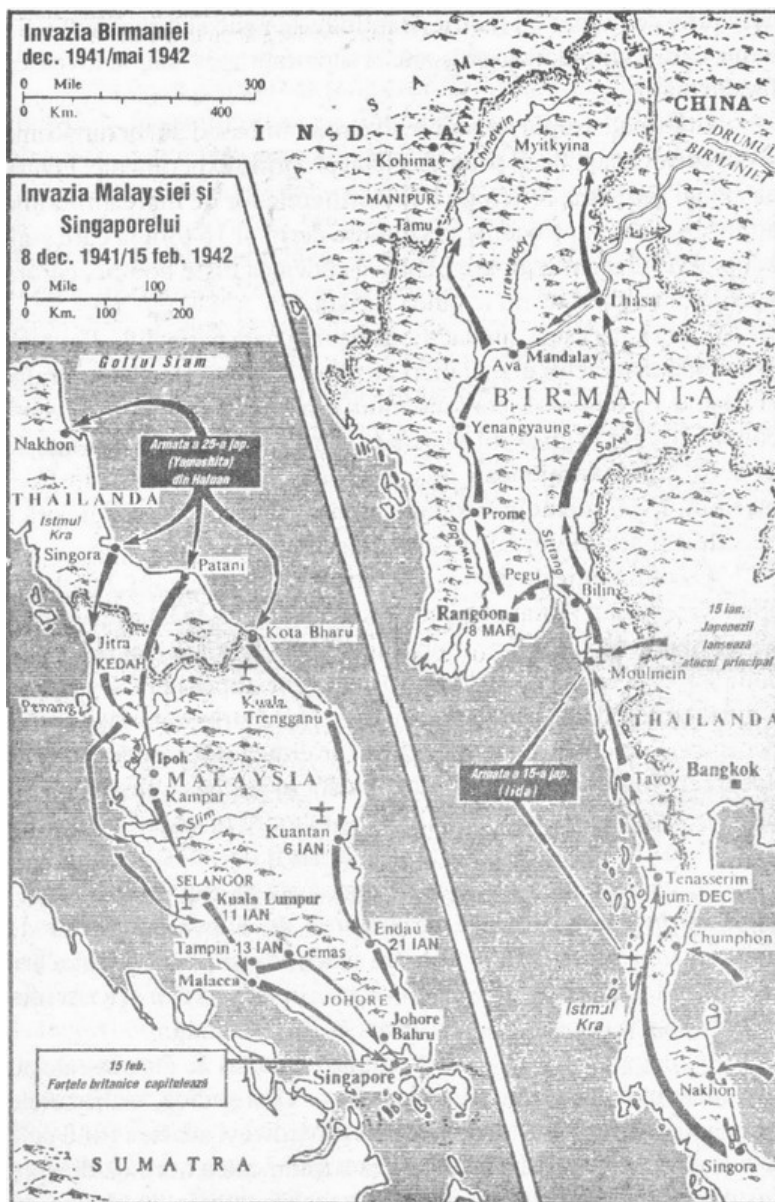 Invazia Birmaniei
dec. 1941/mai 1942
0 Mile 300
0 Km. 400
Invazia Malaysiei și
Singaporelui
8 dec. 1941/15 feb. 1942
0 Mile 100
0 Km. 100 200
A S S A
I N D I A
CHINA
DRUMUL
BIRMANIEI
Kohima
Chindwin
Myitkyina
MANIPUR
Tamu
Irrawaddy
Lhasa
Ava
Mandalay
BIRMANIA
Yenangyaung
Salween
Prome
Irrawaddy
Sittang
Pegu
Bilin
Rangoon
8 MAR
15 ian.
Japonezii
lansează
atacul principal
Moulmein
THAILANDA
Armata a 15-a jap.
(Iida)
Tavoy
Bangkok
Tenasserim
jum. DEC
Chumphon
Istmul
Kra
Nakhon
Singora
Golful Siam
Nakhon
Armata a 25-a jap.
(Yamashita)
din Hainan
THAILANDA
Istmul
Kra
Singora
Patani
Jitra
KEDAH
Kota Bharu
Penang
Kuala
Trengganu
Ipoh
MALAYSIA
Kampar
Slim
Kuantan
6 IAN
SELANGOR
Kuala Lumpur
11 IAN
Endau
21 IAN
Tampin 13 IAN
Gemas
Malacca
JOHORE
Johore
Bahru
15 feb.
Forțele britanice capitulează
Singapore
SUMATRA